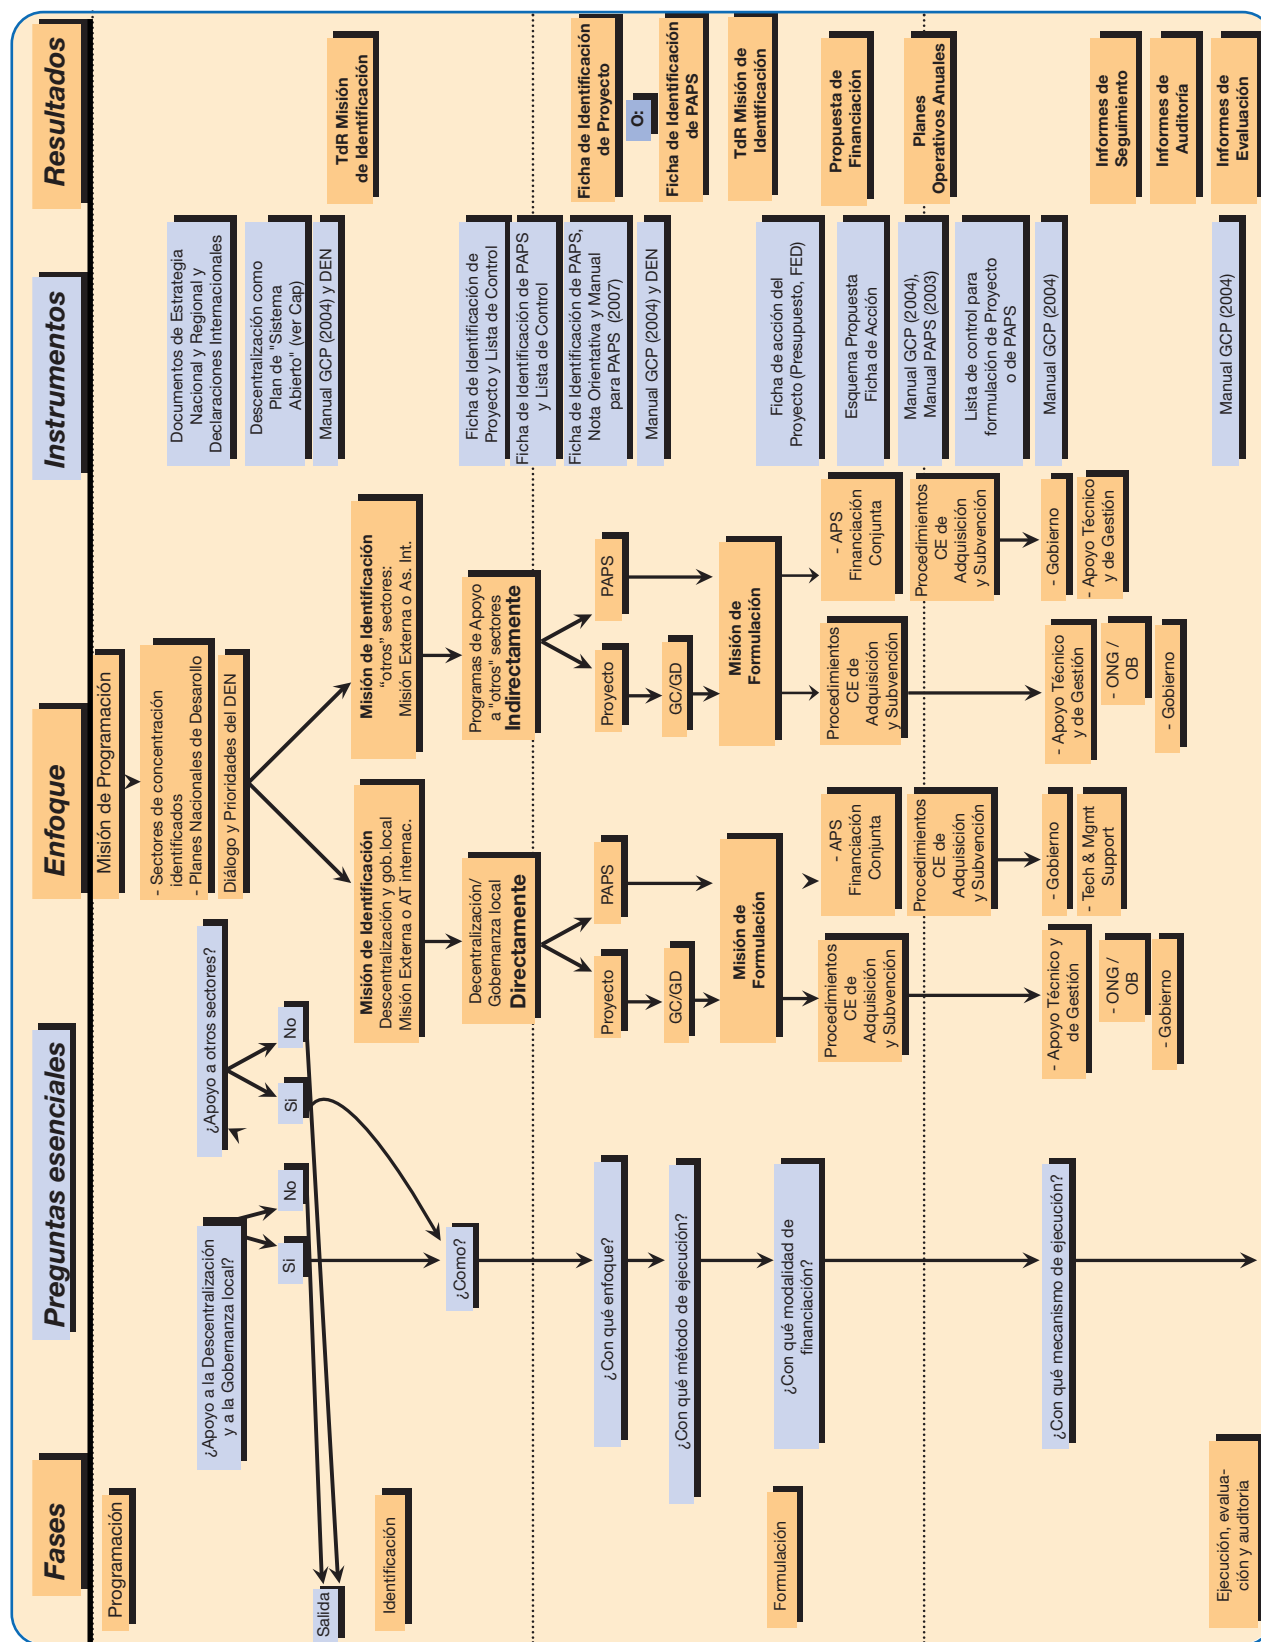 Fases
Preguntas esenciales
Enfoque
Instrumentos
Resultados
Programación
Salida
Identificación
Formulación
Ejecución, evalua-
ción y auditoria
¿Apoyo a la Descentralización
y a la Gobernanza local?
Si
No
¿Apoyo a otros sectores?
Si
No
¿Como?
¿Con qué enfoque?
¿Con qué método de ejecución?
¿Con qué modalidad de
financiación?
¿Con qué mecanismo de ejecución?
Misión de Programación
- Sectores de concentración
identificados
- Planes Nacionales de Desarollo
Diálogo y Prioridades del DEN
Misión de Identificación
Descentralización y gob.local
Misión Externa o AT internac.
Decentralización/
Gobernanza local
Directamente
Proyecto
PAPS
GC/GD
Misión de
Formulación
Procedimientos
CE de
Adquisición
y Subvención
- APS
Financiación
Conjunta
Procedimientos
CE de
Adquisición
y Subvención
- Apoyo Técnico y
de Gestión
- ONG /
OB
- Gobierno
- Gobierno
- Tech & Mgmt
Support
Misión de Identificación
“otros” sectores:
Misión Externa o As. Int.
Programas de Apoyo
a "otros" sectores
Indirectamente
Proyecto
PAPS
GC/GD
Misión de
Formulación
Procedimientos
CE de
Adquisición
y Subvención
- APS
Financiación
Conjunta
Procedimientos
CE de
Adquisición
y Subvención
- Apoyo Técnico
y de Gestión
- ONG /
OB
- Gobierno
- Gobierno
- Apoyo Técnico
y de Gestión
Documentos de Estrategia
Nacional y Regional y
Declaraciones Internacionales
Descentralización como
Plan de "Sistema
Abierto" (ver Cap)
Manual GCP (2004) y DEN
Ficha de Identificación de
Proyecto y Lista de Control
Ficha de Identificación de PAPS
y Lista de Control
Ficha de Identificación de PAPS,
Nota Orientativa y Manual
para PAPS (2007)
Manual GCP (2004) y DEN
Ficha de acción del
Proyecto (Presupuesto, FED)
Esquema Propuesta
Ficha de Acción
Manual GCP (2004),
Manual PAPS (2003)
Lista de control para
formulación de Proyecto
o de PAPS
Manual GCP (2004)
Manual GCP (2004)
TdR Misión
de Identificación
Ficha de Identificación
de Proyecto
O:
Ficha de Identificación
de PAPS
TdR Misión de
Identificación
Propuesta de
Financiación
Planes
Operativos Anuales
Informes de
Seguimiento
Informes de
Auditoría
Informes de
Evaluación